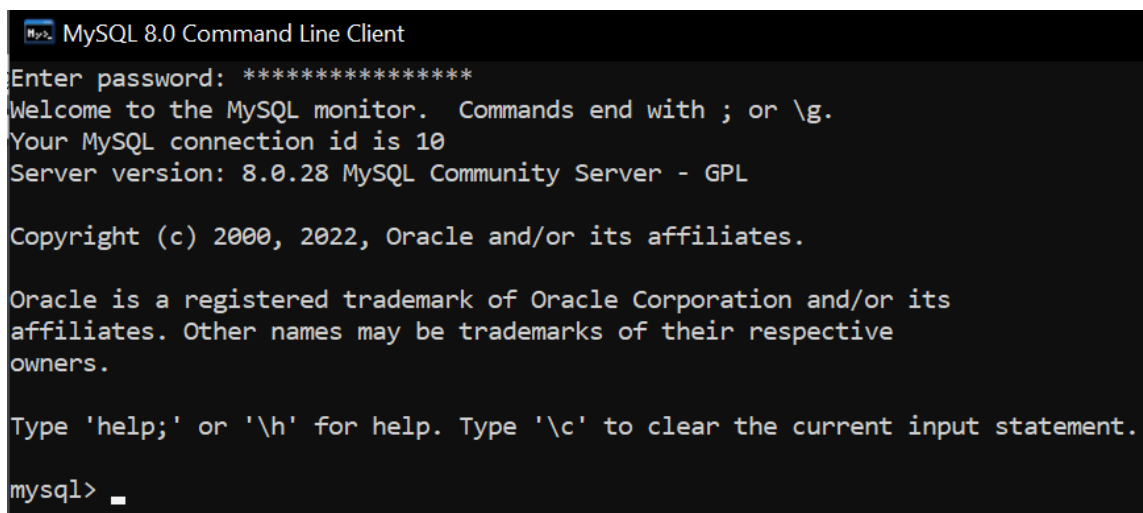 MySQL 8.0 Command Line Client
Enter password: ****************
Welcome to the MySQL monitor.  Commands end with ; or \g.
Your MySQL connection id is 10
Server version: 8.0.28 MySQL Community Server - GPL
Copyright (c) 2000, 2022, Oracle and/or its affiliates.
Oracle is a registered trademark of Oracle Corporation and/or its
affiliates. Other names may be trademarks of their respective
owners.
Type 'help;' or '\h' for help. Type '\c' to clear the current input statement.
mysql> _